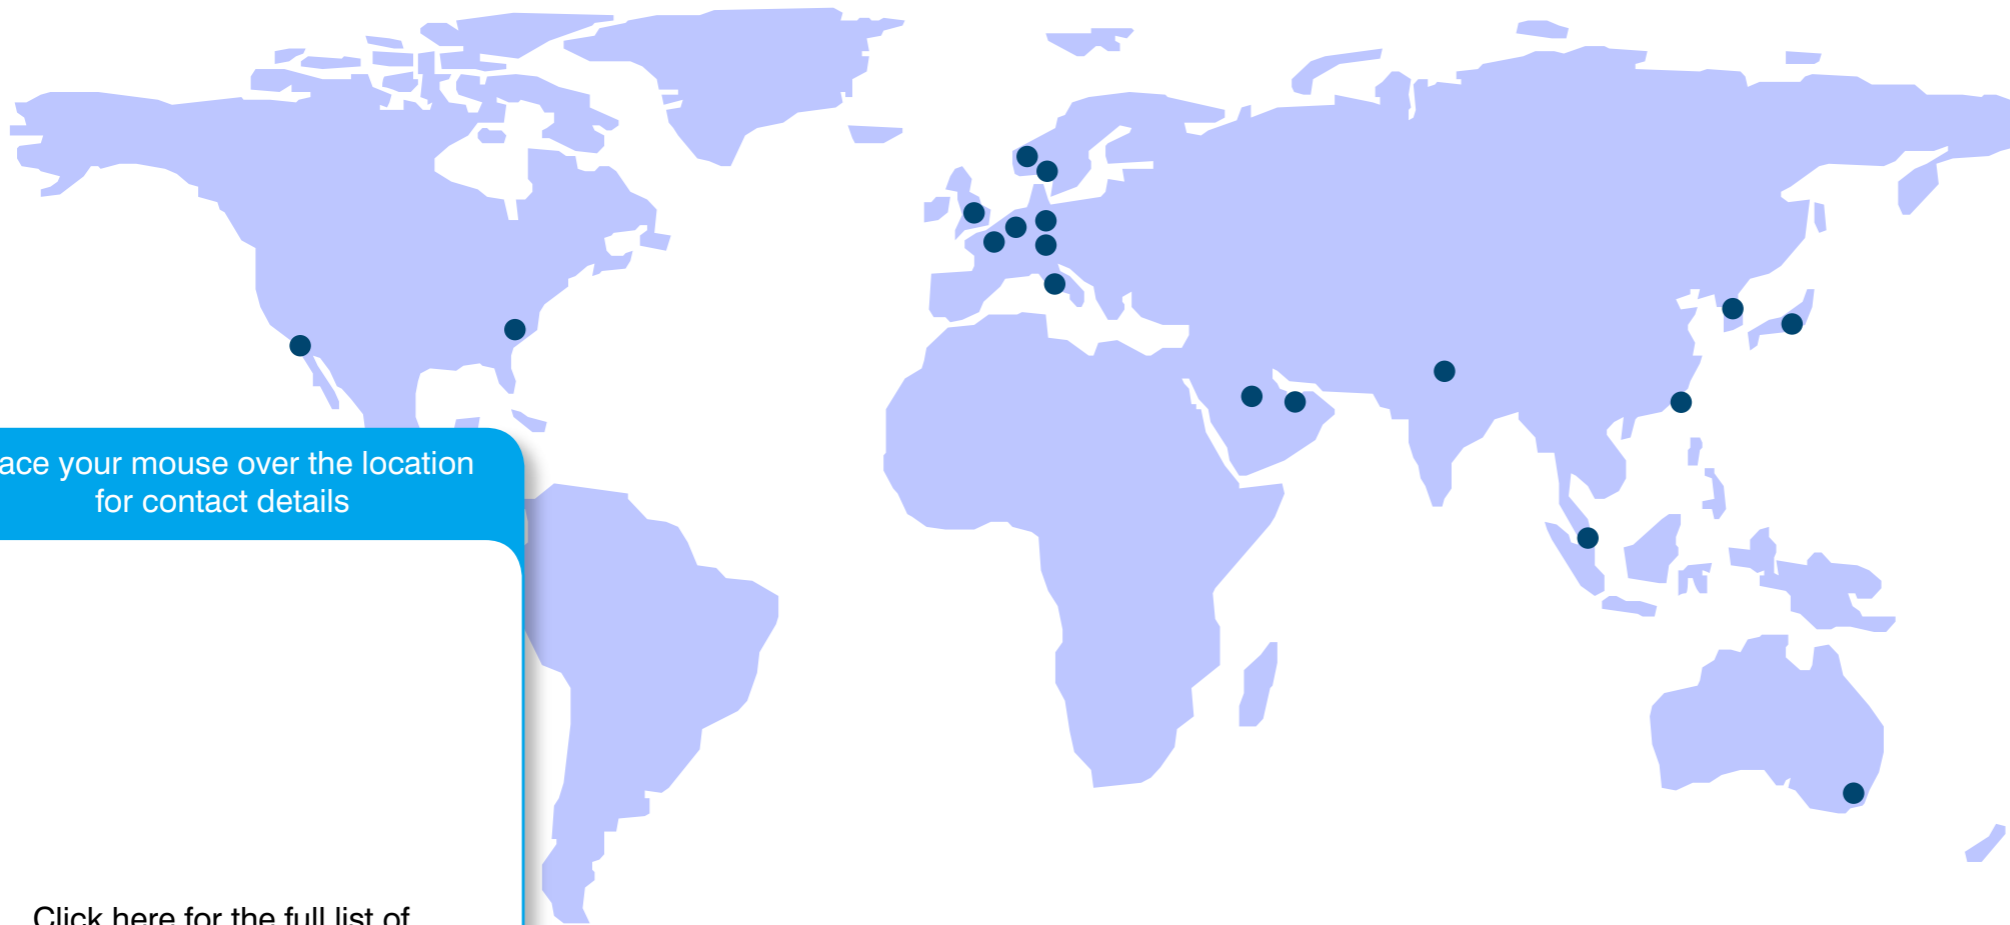 ace your mouse over the location
for contact details
Click here for the full list of